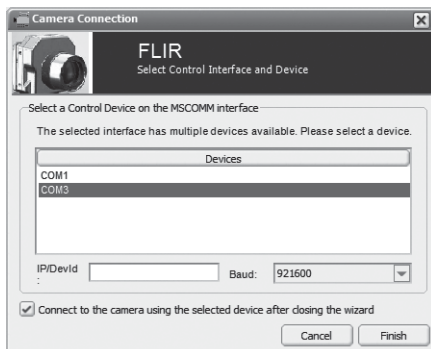 Camera Connection
FLIR
Select Control Interface and Device
Select a Control Device on the MSCOMM interface
The selected interface has multiple devices available. Please select a device.
Devices
COM1
COM3
IP/DevId
:
Baud:
921600
Connect to the camera using the selected device after closing the wizard
Cancel
Finish